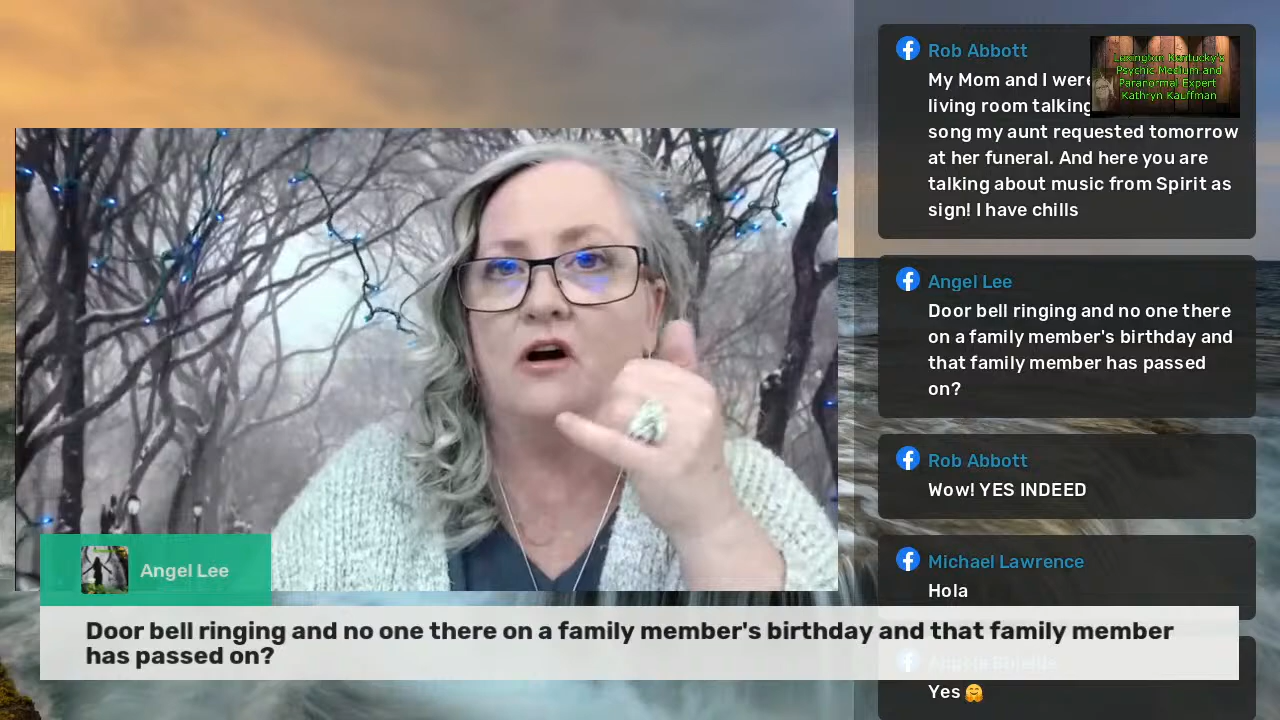 Rob Abbott
My Mom and I were
living room talking
song my aunt requested tomorrow
at her funeral. And here you are
talking about music from Spirit as
sign! I have chills
Lexington Kentucky's
Psychic Medium and
Paranormal Expert
Kathryn Kauffman
Angel Lee
Door bell ringing and no one there
on a family member's birthday and
that family member has passed
on?
Rob Abbott
Wow! YES INDEED
Michael Lawrence
Hola
Yes 🤗
Angel Lee
Door bell ringing and no one there on a family member's birthday and that family member
has passed on?